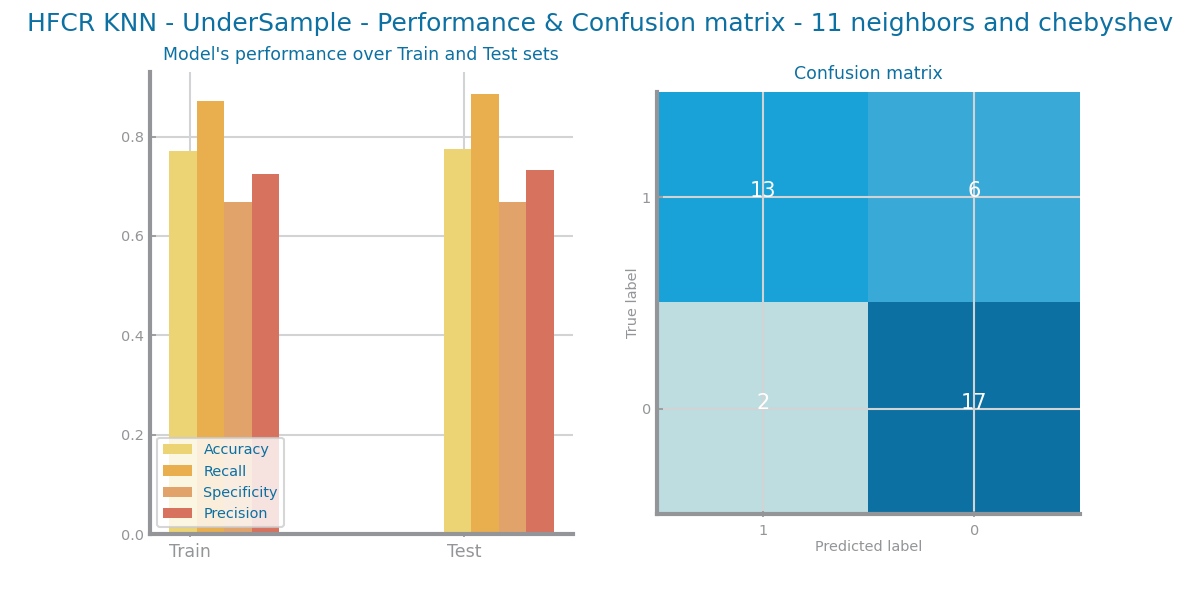 HFCR KNN - UnderSample - Performance & Confusion matrix - 11 neighbors and chebyshev
Model's performance over Train and Test sets
0.8
0.6
0.4
0.2
0.0
Accuracy
Recall
Specificity
Precision
Train
Test
Confusion matrix
True label
1
0
13
6
2
17
1
0
Predicted label